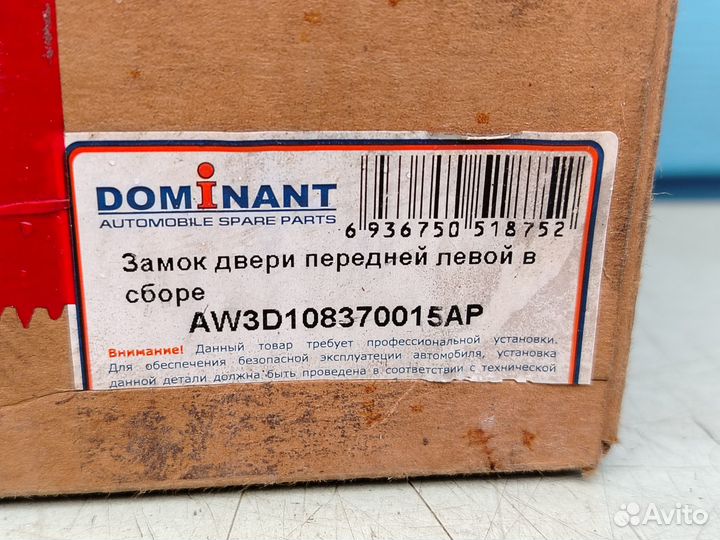 DOMiNANT
AUTOMOBILE SPARE PARTS
6 936750 518752
Замок двери передней левой в
сборе
AW3D108370015AP
Внимание! Данный товар требует профессиональной установки.
Для обеспечения безопасной эксплуатеции автомобиля, установка
данной детали должна быть проведена в соответствии с технической
Avito